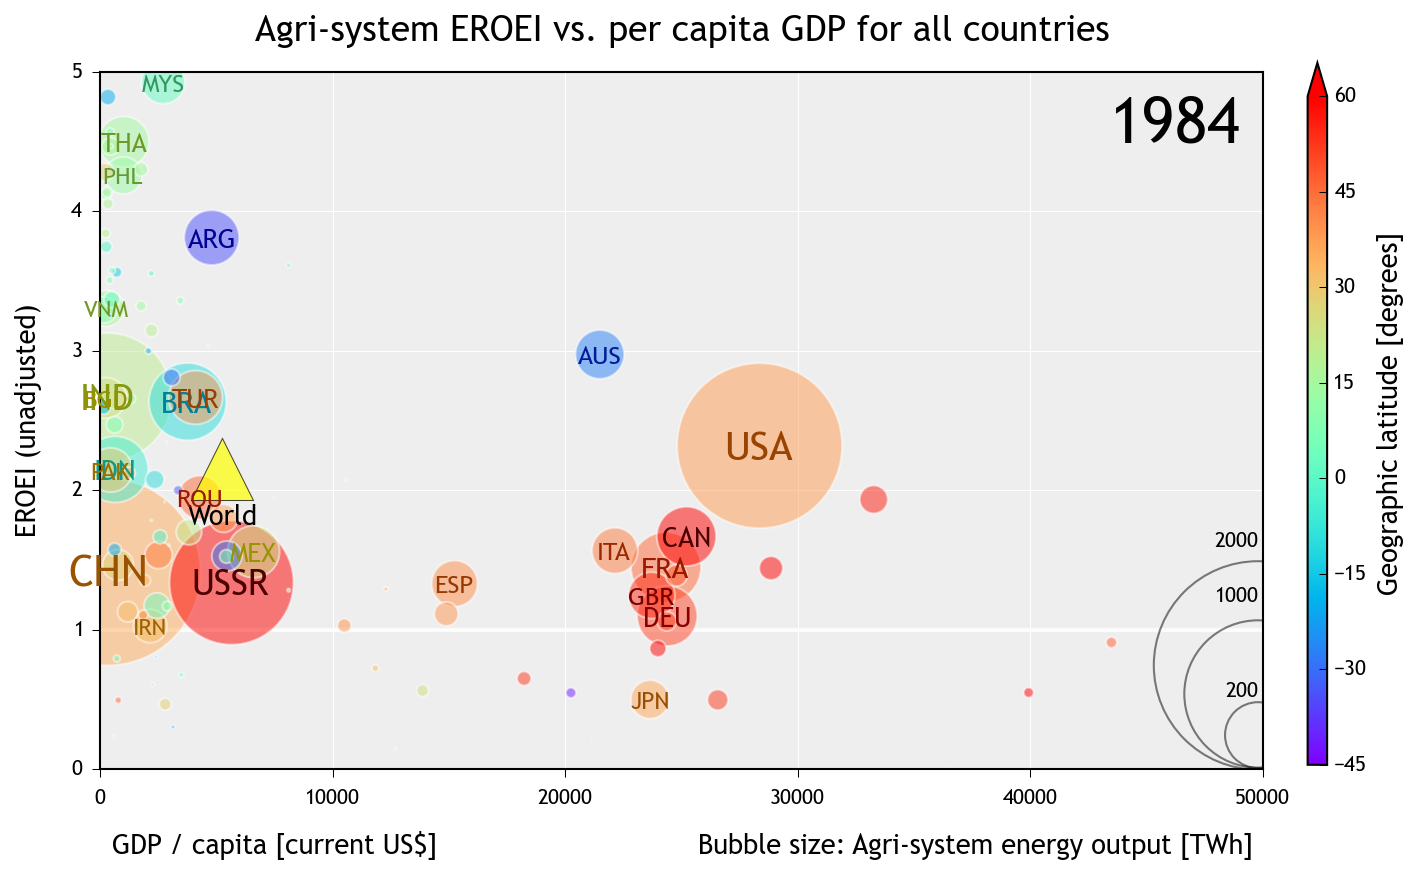 Agri-system EROEI vs. per capita GDP for all countries
1984
5
4
3
2
1
0
EROEI (unadjusted)
MYS
THA
PHL
ARG
VNM
AUS
IND
TUR
BRA
USA
IDN
PAK
ROU
World
CAN
ITA
MEX
CHN
FRA
USSR
ESP
GBR
DEU
IRN
JPN
2000
1000
200
0
10000
20000
30000
40000
50000
GDP / capita [current US$]
Bubble size: Agri-system energy output [TWh]
60
45
30
15
0
−15
−30
−45
Geographic latitude [degrees]